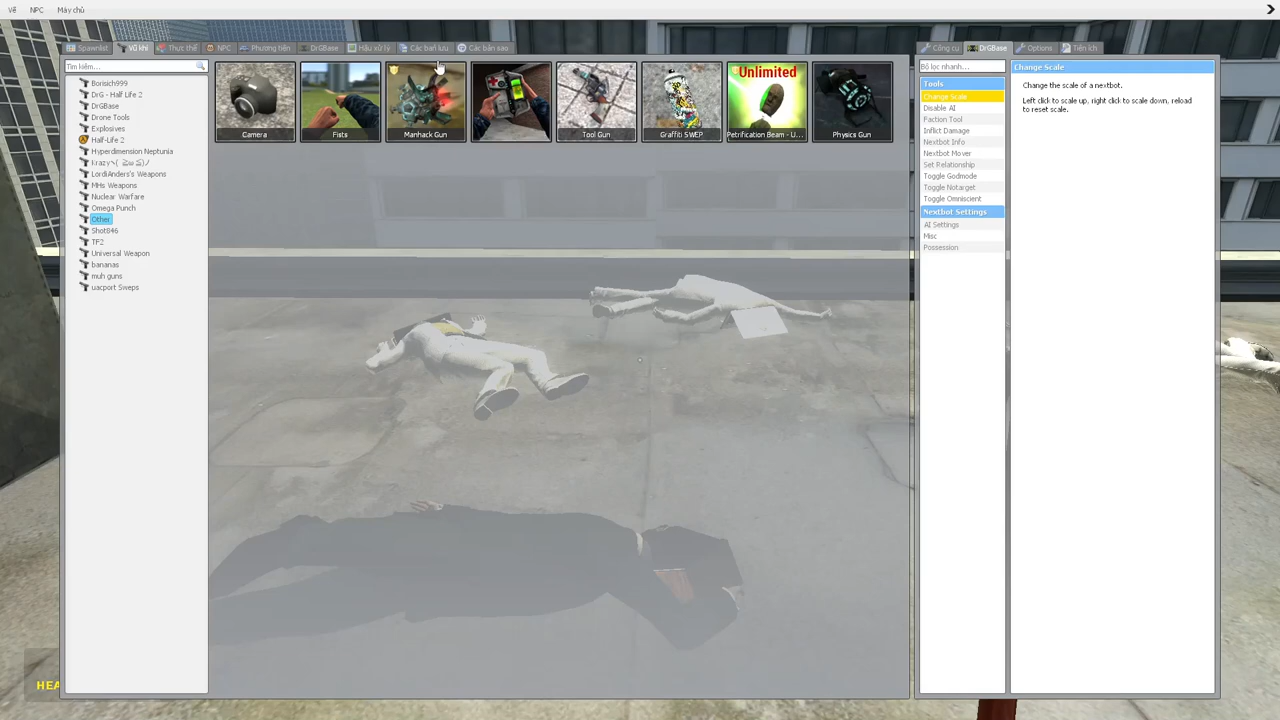 Vẽ NPC Máy chủ
Spawnlist Vũ khí Thực thể NPC Phương tiện DrGBase Hậu xử lý Các bản lưu Các bản sao
Tìm kiếm...
Borisich999
DrG - Half Life 2
DrGBase
Drone Tools
Explosives
Half-Life 2
Hyperdimension Neptunia
LordiAnders's Weapons
MHs Weapons
Nuclear Warfare
Omega Punch
Other
Shot846
TF2
Universal Weapon
bananas
muh guns
uacport Sweps
Camera
Fists
Manhack Gun
Tool Gun
Graffiti SWEP
Unlimited
Petrification Beam - U...
Physics Gun
Công cụ DrGBase Options Tiện ích
Bộ lọc nhanh...
Tools
Change Scale
Disable AI
Faction Tool
Inflict Damage
Nextbot Info
Nextbot Mover
Set Relationship
Toggle Godmode
Toggle Notarget
Toggle Omniscient
Nextbot Settings
AI Settings
Misc
Possession
Change Scale
Change the scale of a nextbot.
Left click to scale up, right click to scale down, reload
to reset scale.
HEA